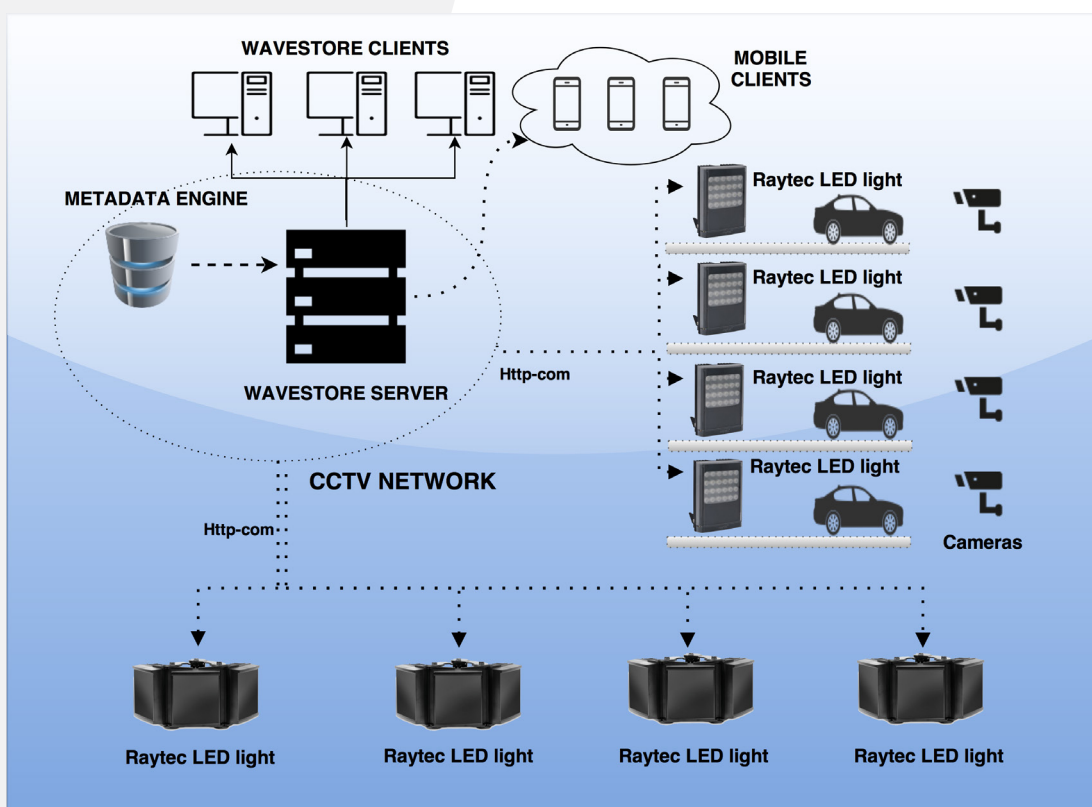 WAVESTORE CLIENTS
MOBILE
CLIENTS
METADATA ENGINE
WAVESTORE SERVER
Http-com
Raytec LED light
Raytec LED light
Raytec LED light
Raytec LED light
Cameras
CCTV NETWORK
Http-com
Raytec LED light
Raytec LED light
Raytec LED light
Raytec LED light